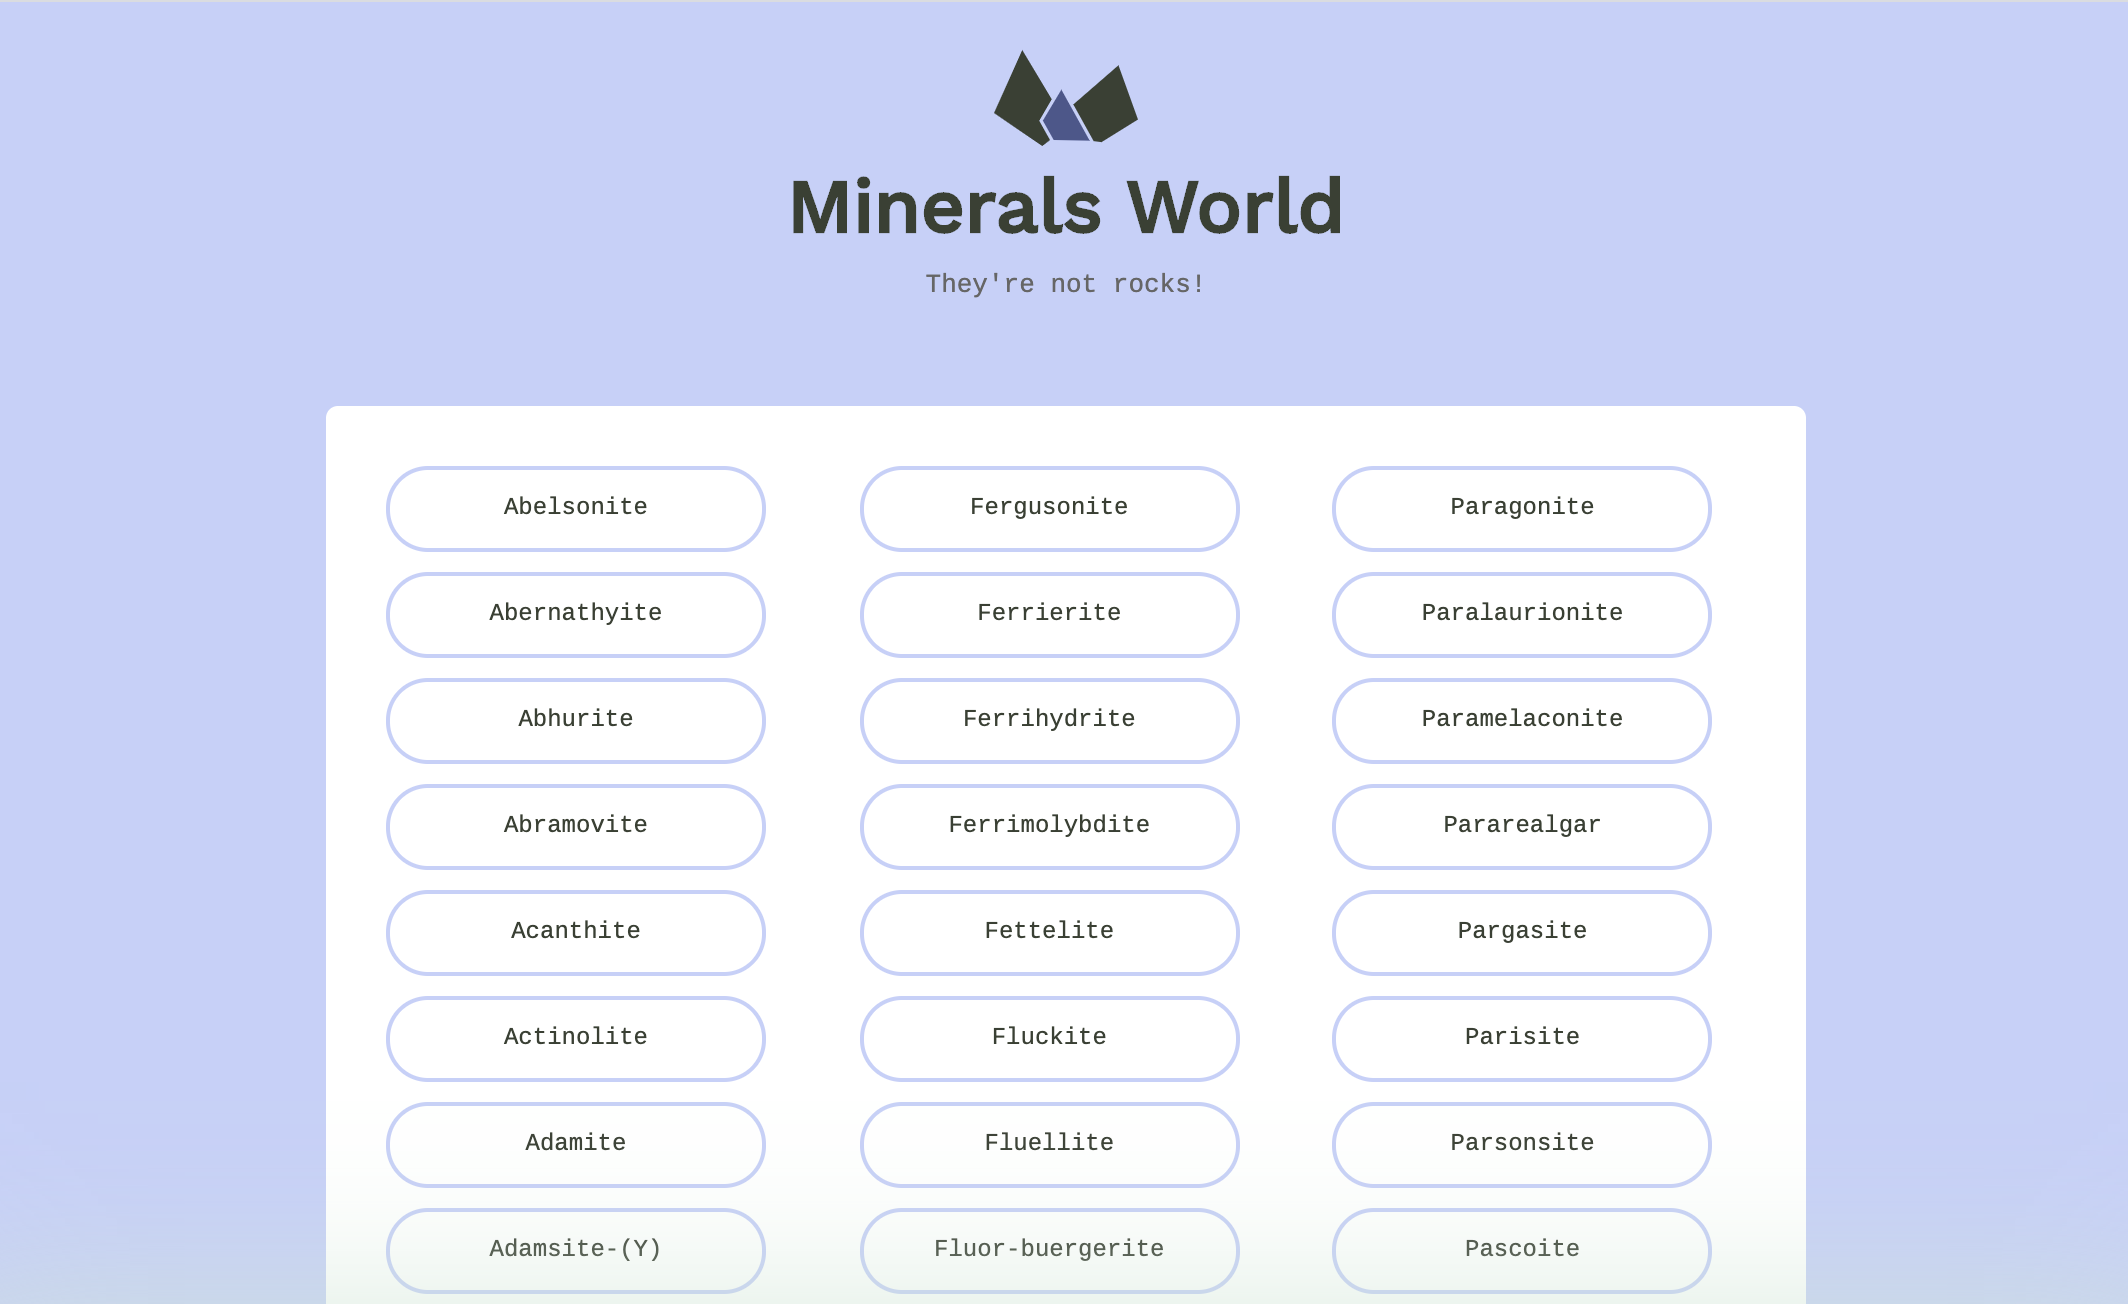 Minerals World
They're not rocks!
Abelsonite
Fergusonite
Paragonite
Abernathyite
Ferrierite
Paralaurionite
Abhurite
Ferrihydrite
Paramelaconite
Abramovite
Ferrimolybdite
Pararealgar
Acanthite
Fettelite
Pargasite
Actinolite
Fluckite
Parisite
Adamite
Fluellite
Parsonsite
Adamsite-(Y)
Fluor-buergerite
Pascoite